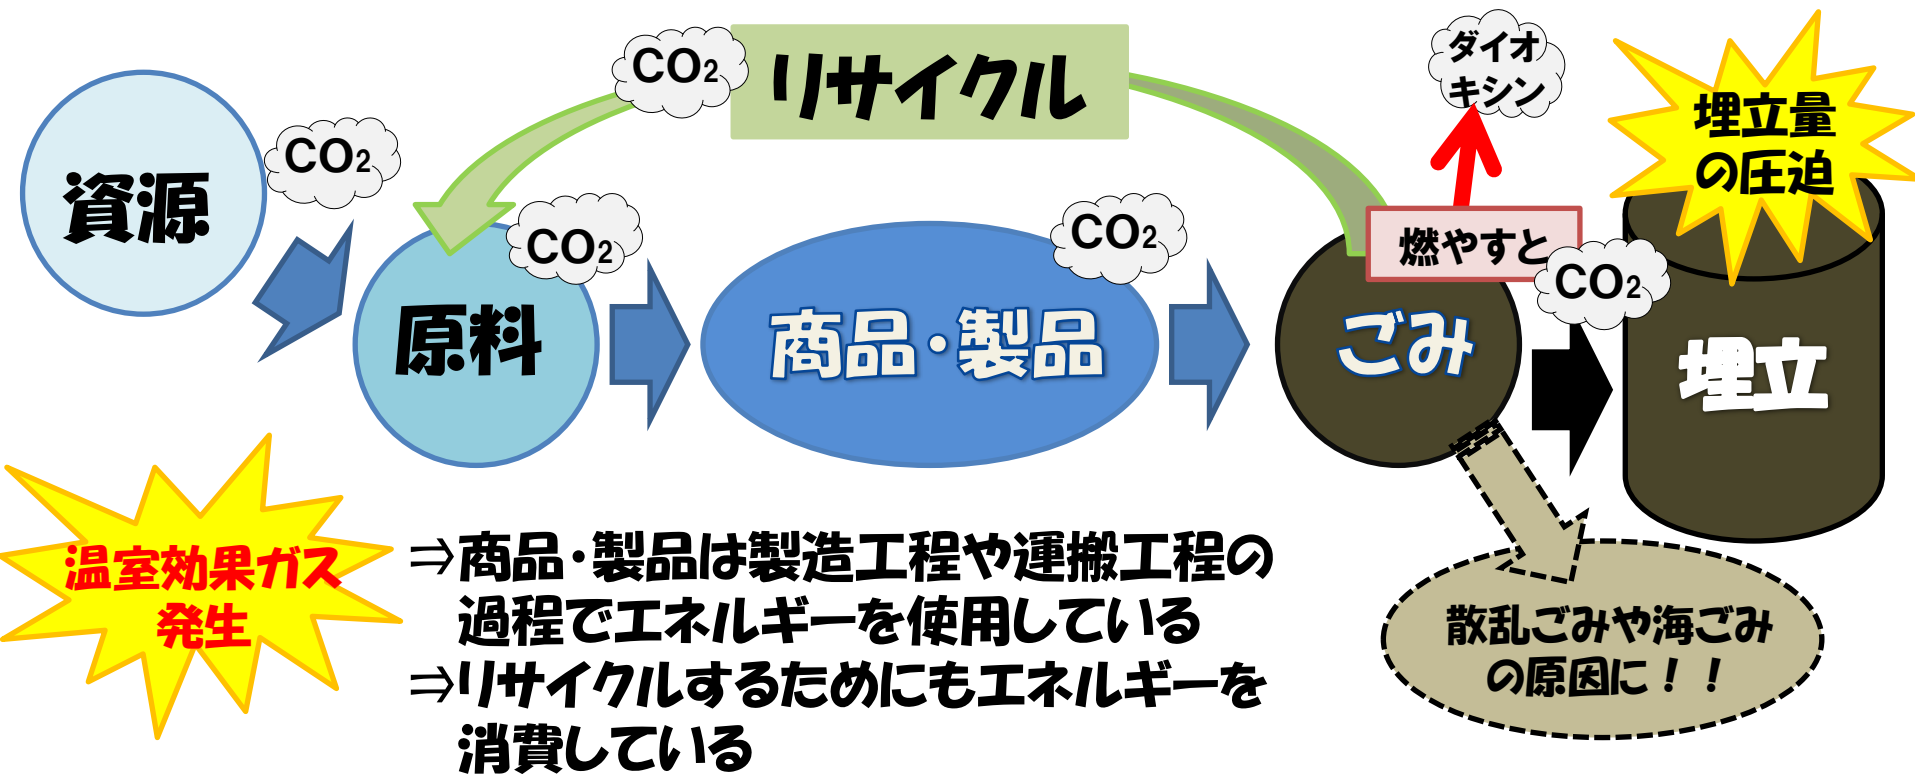 リサイクル
CO2
ダイオ
キシン
埋立量
の圧迫
資源
CO2
原料
CO2
商品・製品
CO2
ごみ
燃やすと
CO2
埋立
温室効果ガス
発生
⇒商品・製品は製造工程や運搬工程の
過程でエネルギーを使用している
⇒リサイクルするためにもエネルギーを
消費している
散乱ごみや海ごみ
の原因に！！